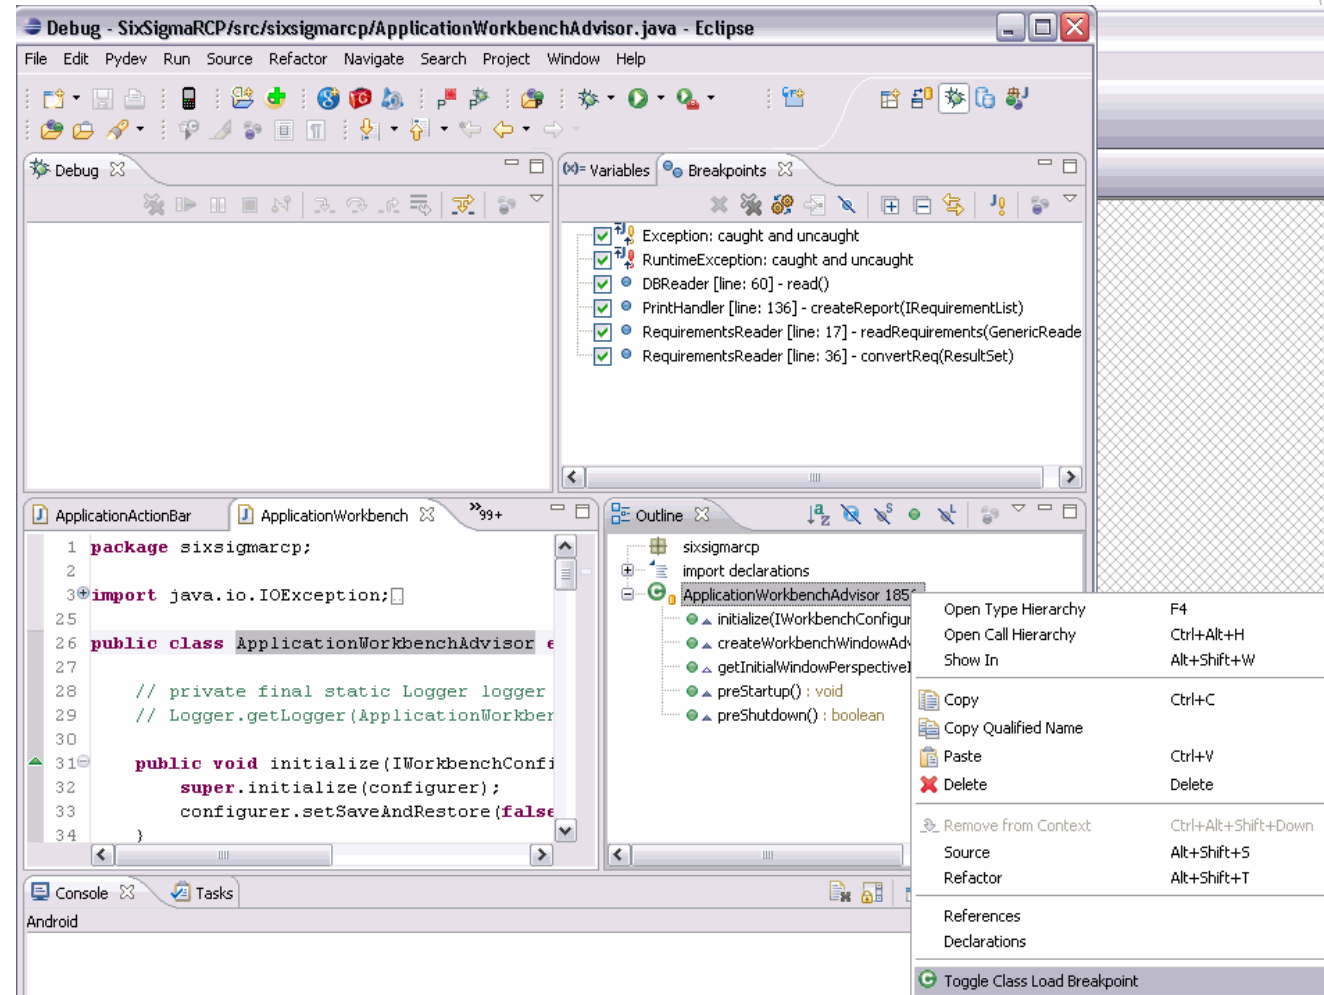 Debug - SixSigmaRCP/src/sixsigmarcp/ApplicationWorkbenchAdvisor.java - Eclipse
File Edit Pydev Run Source Refactor Navigate Search Project Window Help
Debug
(x)= Variables Breakpoints
Exception: caught and uncaught
RuntimeException: caught and uncaught
DBReader [line: 60] - read()
PrintHandler [line: 136] - createReport(IRequirementList)
RequirementsReader [line: 17] - readRequirements(GenericReade
RequirementsReader [line: 36] - convertReq(ResultSet)
ApplicationActionBar ApplicationWorkbench 99+
1 package sixsigmarcp;
2
3 import java.io.IOException;
25
26 public class ApplicationWorkbenchAdvisor e
27
28 // private final static Logger logger
29 // Logger.getLogger(ApplicationWorkber
30
31 public void initialize(IWorkbenchConfi
32 super.initialize(configurer);
33 configurer.setSaveAndRestore(false
34 }
Outline
sixsigmarcp
import declarations
ApplicationWorkbenchAdvisor 185
initialize(IWorkbenchConfigur
createWorkbenchWindowAdv
getInitialWindowPerspectiveI
preStartup() : void
preShutdown() : boolean
Open Type Hierarchy F4
Open Call Hierarchy Ctrl+Alt+H
Show In Alt+Shift+W
Copy Ctrl+C
Copy Qualified Name
Paste Ctrl+V
Delete Delete
Remove from Context Ctrl+Alt+Shift+Down
Source Alt+Shift+S
Refactor Alt+Shift+T
References
Declarations
Toggle Class Load Breakpoint
Console Tasks
Android